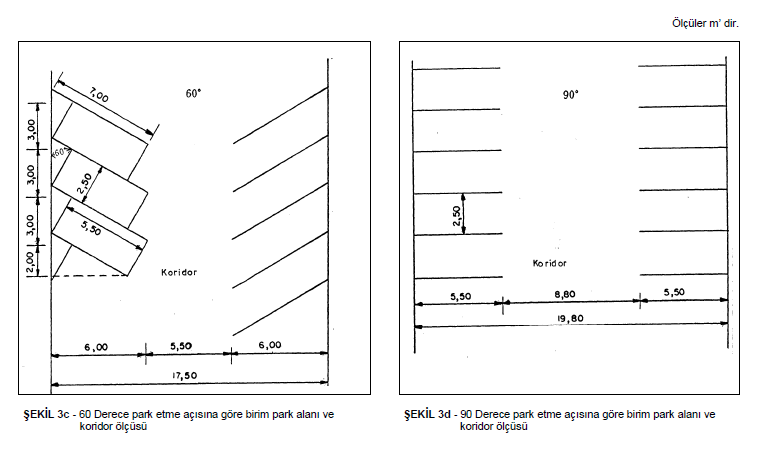 Ölçüler m' dir.
7,00
60°
3,00
60°
3,00
2,50
3,00
5,50
2,00
Koridor
6,00 5,50 6,00
17,50
90°
2,50
Koridor
5,50 8,80 5,50
19,80
ŞEKİL 3c - 60 Derece park etme açısına göre birim park alanı ve
koridor ölçüsü
ŞEKİL 3d - 90 Derece park etme açısına göre birim park alanı ve
koridor ölçüsü